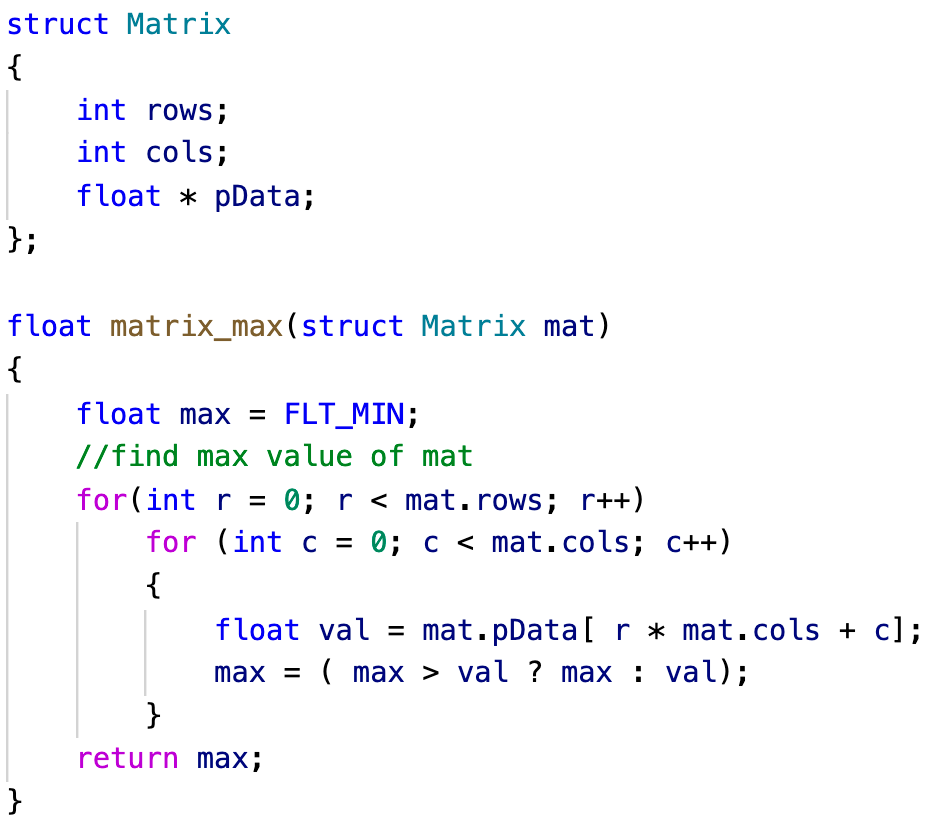 struct Matrix
{
    int rows;
    int cols;
    float * pData;
};

float matrix_max(struct Matrix mat)
{
    float max = FLT_MIN;
    //find max value of mat
    for(int r = 0; r < mat.rows; r++)
        for (int c = 0; c < mat.cols; c++)
        {
            float val = mat.pData[ r * mat.cols + c];
            max = ( max > val ? max : val);
        }
    return max;
}